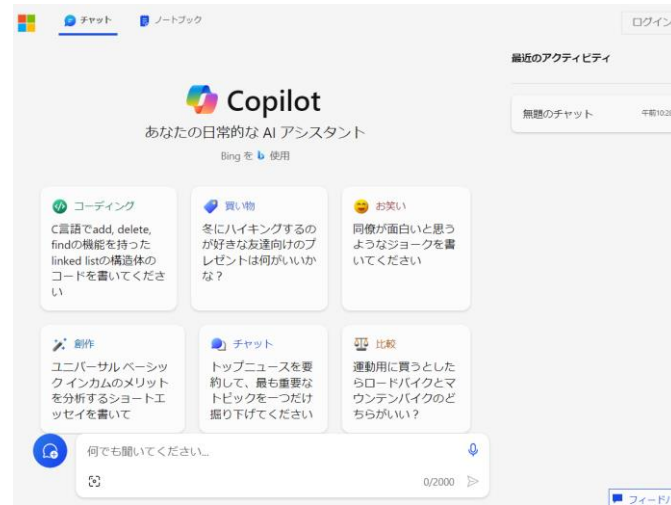 チャット
ノートブック
ログイン
最近のアクティビティ
無題のチャット
午前10:2
Copilot
あなたの日常的な AI アシスタント
Bing を b 使用
コーディング
C言語でadd, delete,
findの機能を持った
linked listの構造体の
コードを書いてくださ
い
買い物
冬にハイキングするの
が好きな友達向けのプ
レゼントは何がいいか
な？
お笑い
同僚が面白いと思う
ようなジョークを書
いてください
創作
ユニバーサル ベーシッ
ク インカムのメリット
を分析するショートエ
ッセイを書いて
チャット
トップニュースを要
約して、最も重要な
トピックを一つだけ
掘り下げてください
比較
運動用に買うとした
らロードバイクとマ
ウンテンバイクのど
ちらがいい？
何でも聞いてください...
0/2000
フィードバ